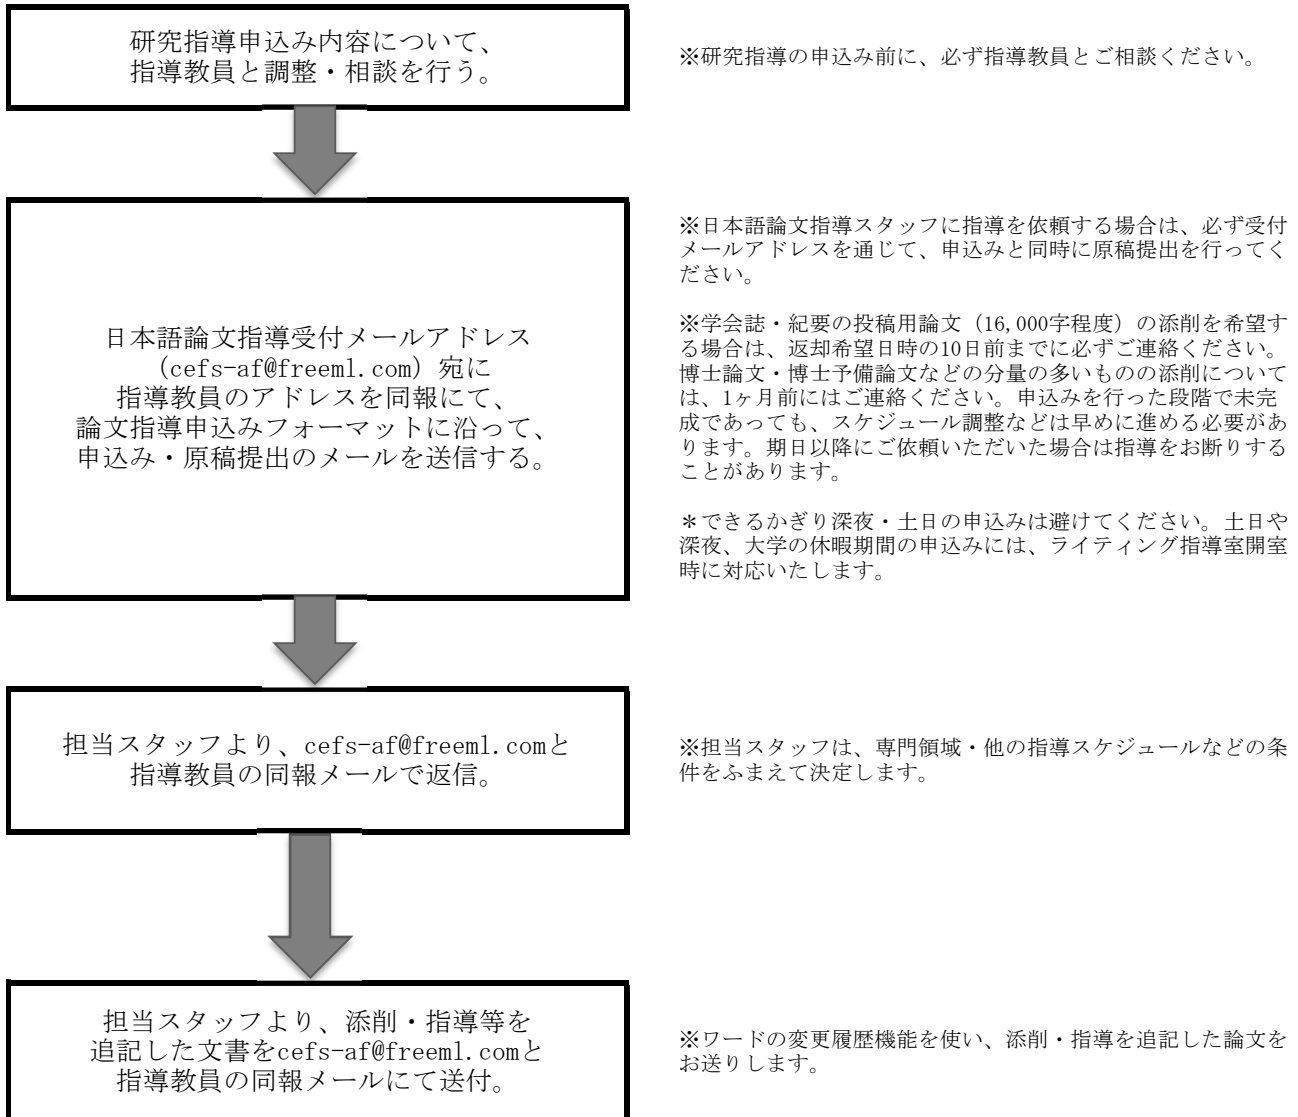 研究指導申込み内容について、
指導教員と調整・相談を行う。
※研究指導の申込み前に、必ず指導教員とご相談ください。
日本語論文指導受付メールアドレス
（cefs-af@freeml.com）宛に
指導教員のアドレスを同報にて、
論文指導申込みフォーマットに沿って、
申込み・原稿提出のメールを送信する。
※日本語論文指導スタッフに指導を依頼する場合は、必ず受付
メールアドレスを通じて、申込みと同時に原稿提出を行ってく
ださい。
※学会誌・紀要の投稿用論文（16,000字程度）の添削を希望す
る場合は、返却希望日時の10日前までに必ずご連絡ください。
博士論文・博士予備論文などの分量の多いものの添削について
は、1ヶ月前にはご連絡ください。申込みを行った段階で未完
成であっても、スケジュール調整などは早めに進める必要があ
ります。期日以降にご依頼いただいた場合は指導をお断りする
ことがあります。
＊できるかぎり深夜・土日の申込みは避けてください。土日や
深夜、大学の休暇期間の申込みには、ライティング指導室開室
時に対応いたします。
担当スタッフより、cefs-af@freeml.comと
指導教員の同報メールで返信。
※担当スタッフは、専門領域・他の指導スケジュールなどの条
件をふまえて決定します。
担当スタッフより、添削・指導等を
追記した文書をcefs-af@freeml.comと
指導教員の同報メールにて送付。
※ワードの変更履歴機能を使い、添削・指導を追記した論文を
お送りします。